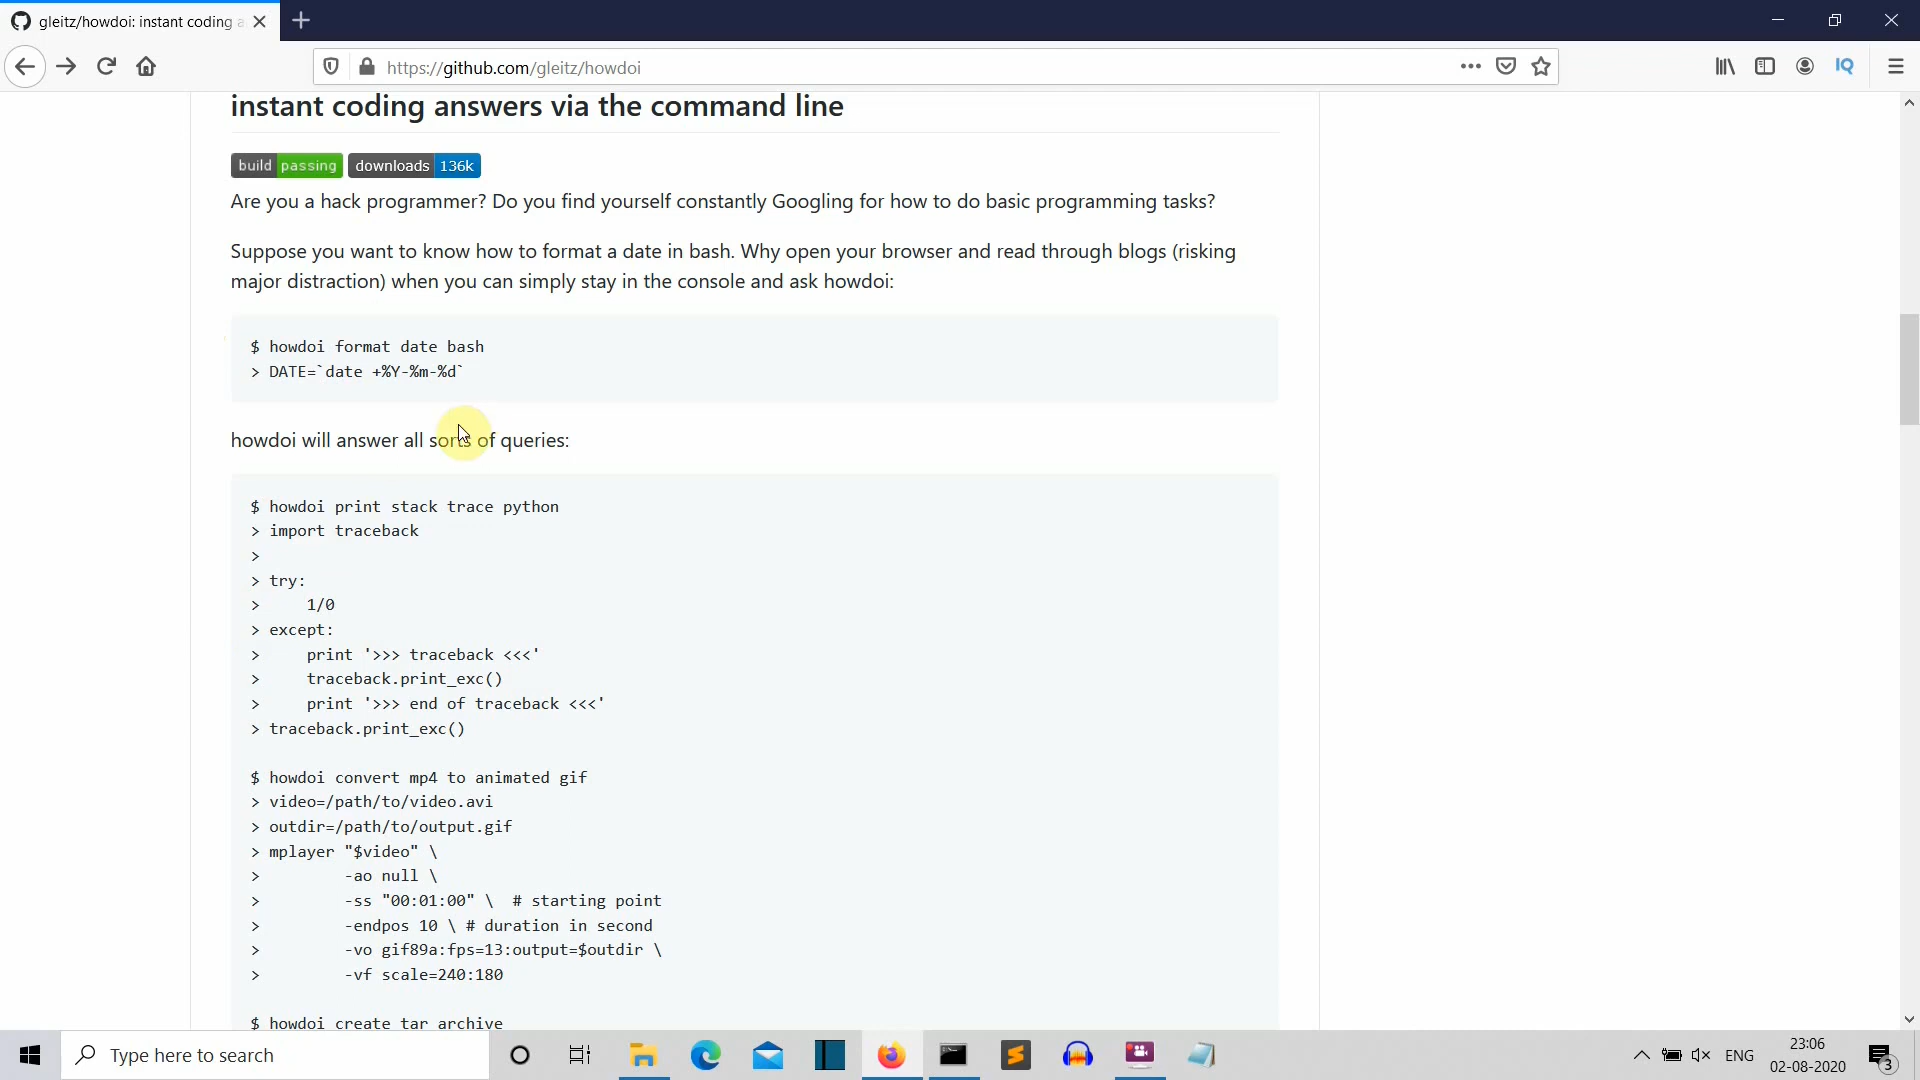 gleitz/howdoi: instant coding a
https://github.com/gleitz/howdoi
IQ
instant coding answers via the command line
build passing downloads 136k
Are you a hack programmer? Do you find yourself constantly Googling for how to do basic programming tasks?
Suppose you want to know how to format a date in bash. Why open your browser and read through blogs (risking
major distraction) when you can simply stay in the console and ask howdoi:
$ howdoi format date bash
> DATE=`date +%Y-%m-%d`
howdoi will answer all sorts of queries:
$ howdoi print stack trace python
> import traceback
>
> try:
>     1/0
> except:
>     print '>>> traceback <<<'
>     traceback.print_exc()
>     print '>>> end of traceback <<<'
> traceback.print_exc()
$ howdoi convert mp4 to animated gif
> video=/path/to/video.avi
> outdir=/path/to/output.gif
> mplayer "$video" \
>         -ao null \
>         -ss "00:01:00" \  # starting point
>         -endpos 10 \ # duration in second
>         -vo gif89a:fps=13:output=$outdir \
>         -vf scale=240:180
$ howdoi create tar archive
Type here to search
ENG
23:06
02-08-2020
3